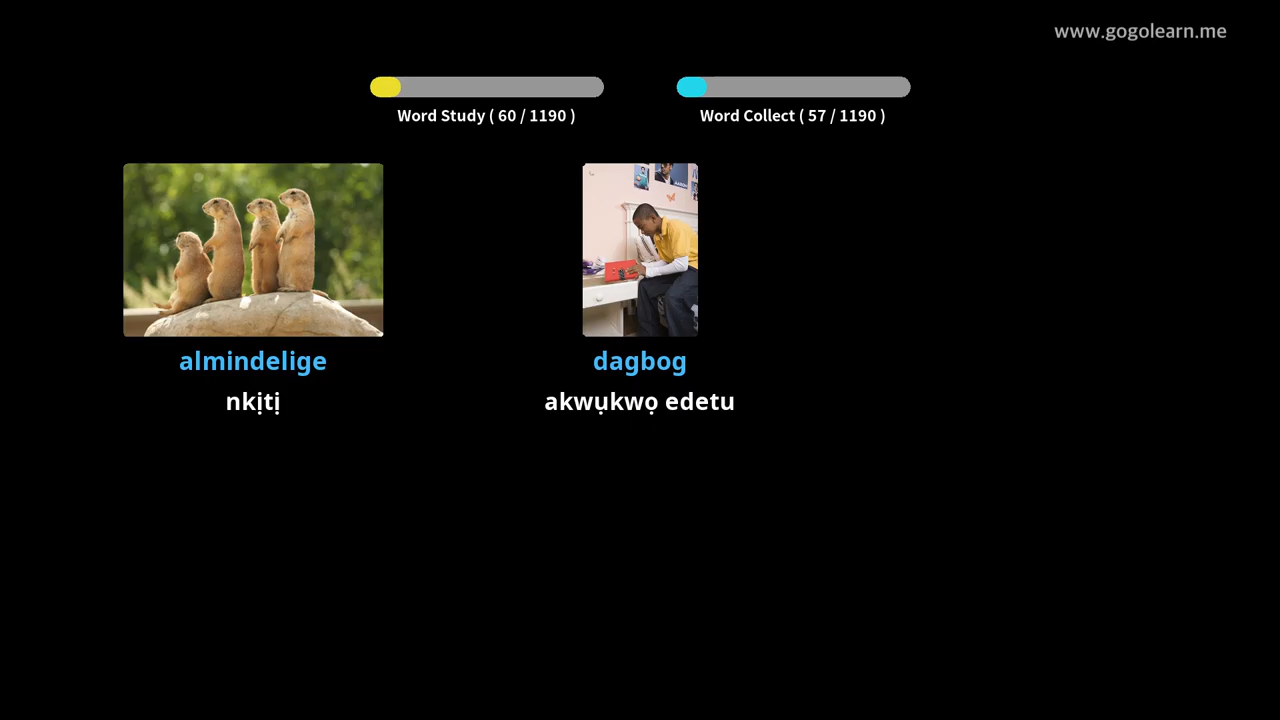 www.gogolearn.me
Word Study ( 60 / 1190 )
Word Collect ( 57 / 1190 )
almindelige
nkịtị
dagbog
akwụkwọ edetu